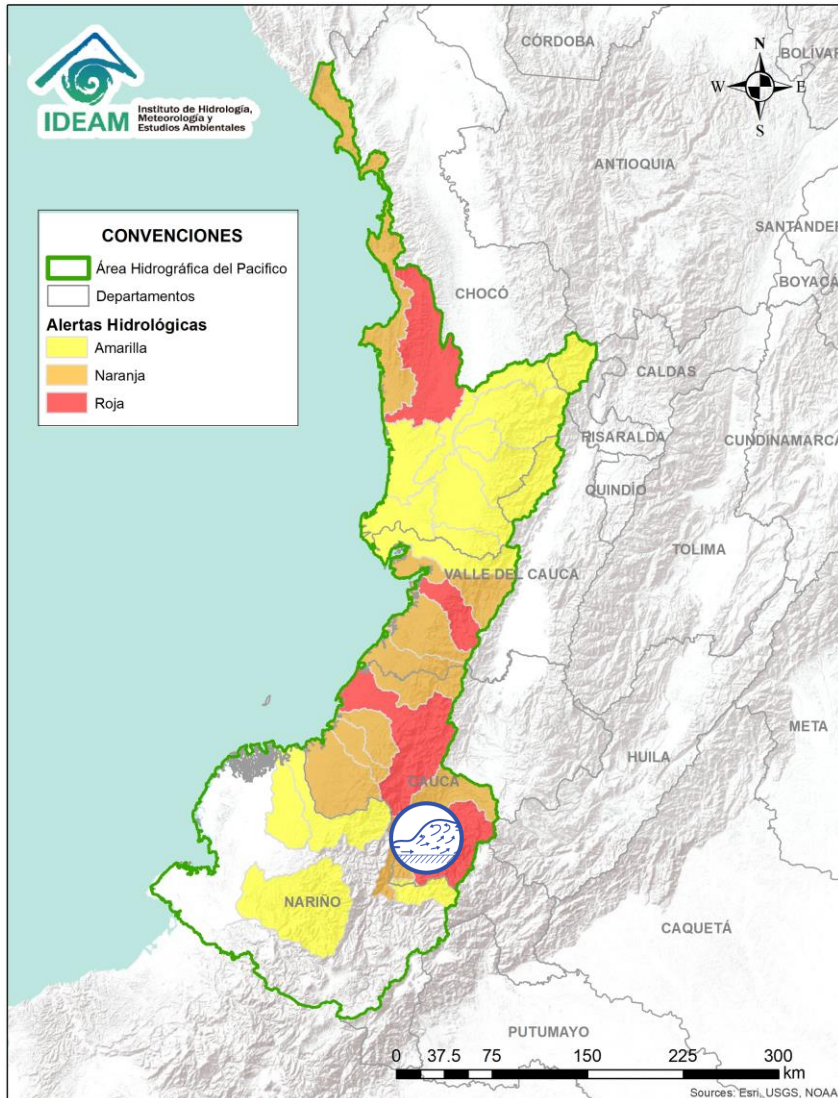 CÓRDOBA
BOLÍVAR
IDEAM
Instituto de Hidrología,
Meteorología y
Estudios Ambientales
N
W
E
S
ANTIOQUIA
SANTANDER
BOYACÁ
CONVENCIONES
Área Hidrográfica del Pacifico
Departamentos
Alertas Hidrológicas
Amarilla
Naranja
Roja
CHOCÓ
CALDAS
RISARALDA
CUNDINAMARCA
QUINDÍO
TOLIMA
VALLE DEL CAUCA
META
HUILA
CAUCA
NARIÑO
CAQUETÁ
PUTUMAYO
0 37.5 75 150 225 300
km
Sources: Esri, USGS, NOAA